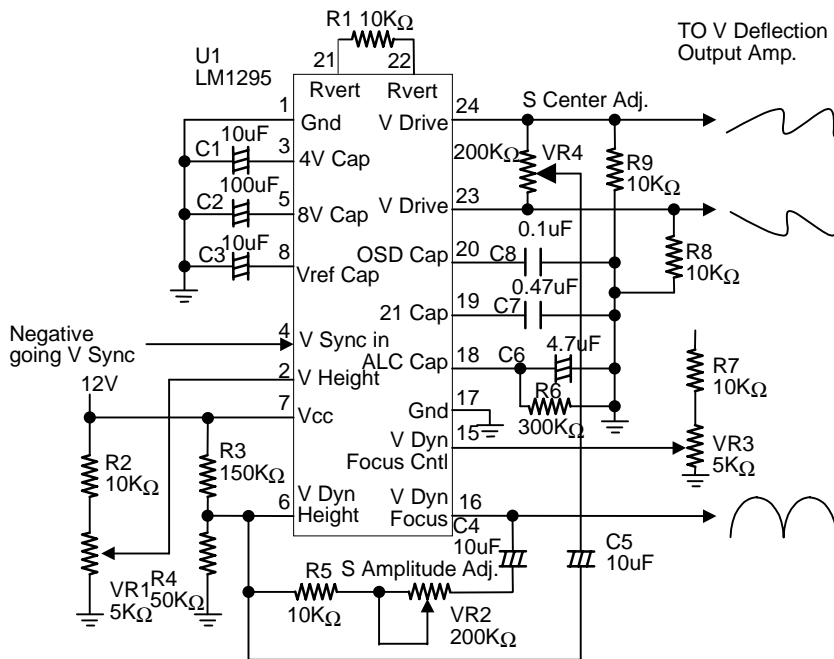 R1 10KΩ
TO V Deflection
Output Amp.
U1
LM1295
21
22
Rvert
Rvert
1
Gnd
V Drive
24
S Center Adj.
10uF
C1
3
4V Cap
200KΩ
VR4
R9
10KΩ
100uF
C2
5
8V Cap
V Drive
23
10uF
C3
8
Vref Cap
OSD Cap
20
C8
0.1uF
R8
10KΩ
21 Cap
19
C7
0.47uF
Negative
going V Sync
4
V Sync in
ALC Cap
18
C6
4.7uF
R7
10KΩ
12V
2
V Height
R6
300KΩ
7
Vcc
Gnd
17
R2
10KΩ
R3
150KΩ
V Dyn
Focus Cntl
15
VR3
5KΩ
6
V Dyn
Height
V Dyn
Focus
16
C4
10uF
C5
10uF
VR1
5KΩ
R4
50KΩ
R5
10KΩ
S Amplitude Adj.
VR2
200KΩ